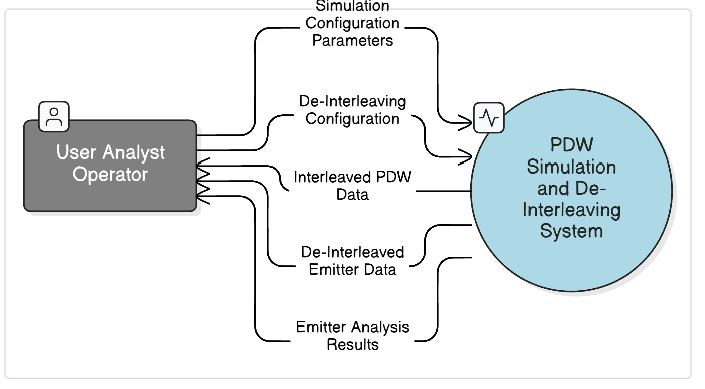 Simulation
Configuration
Parameters
De-Interleaving
Configuration
User Analyst
Operator
Interleaved PDW
Data
PDW
Simulation
and De-
Interleaving
System
De-Interleaved
Emitter Data
Emitter Analysis
Results